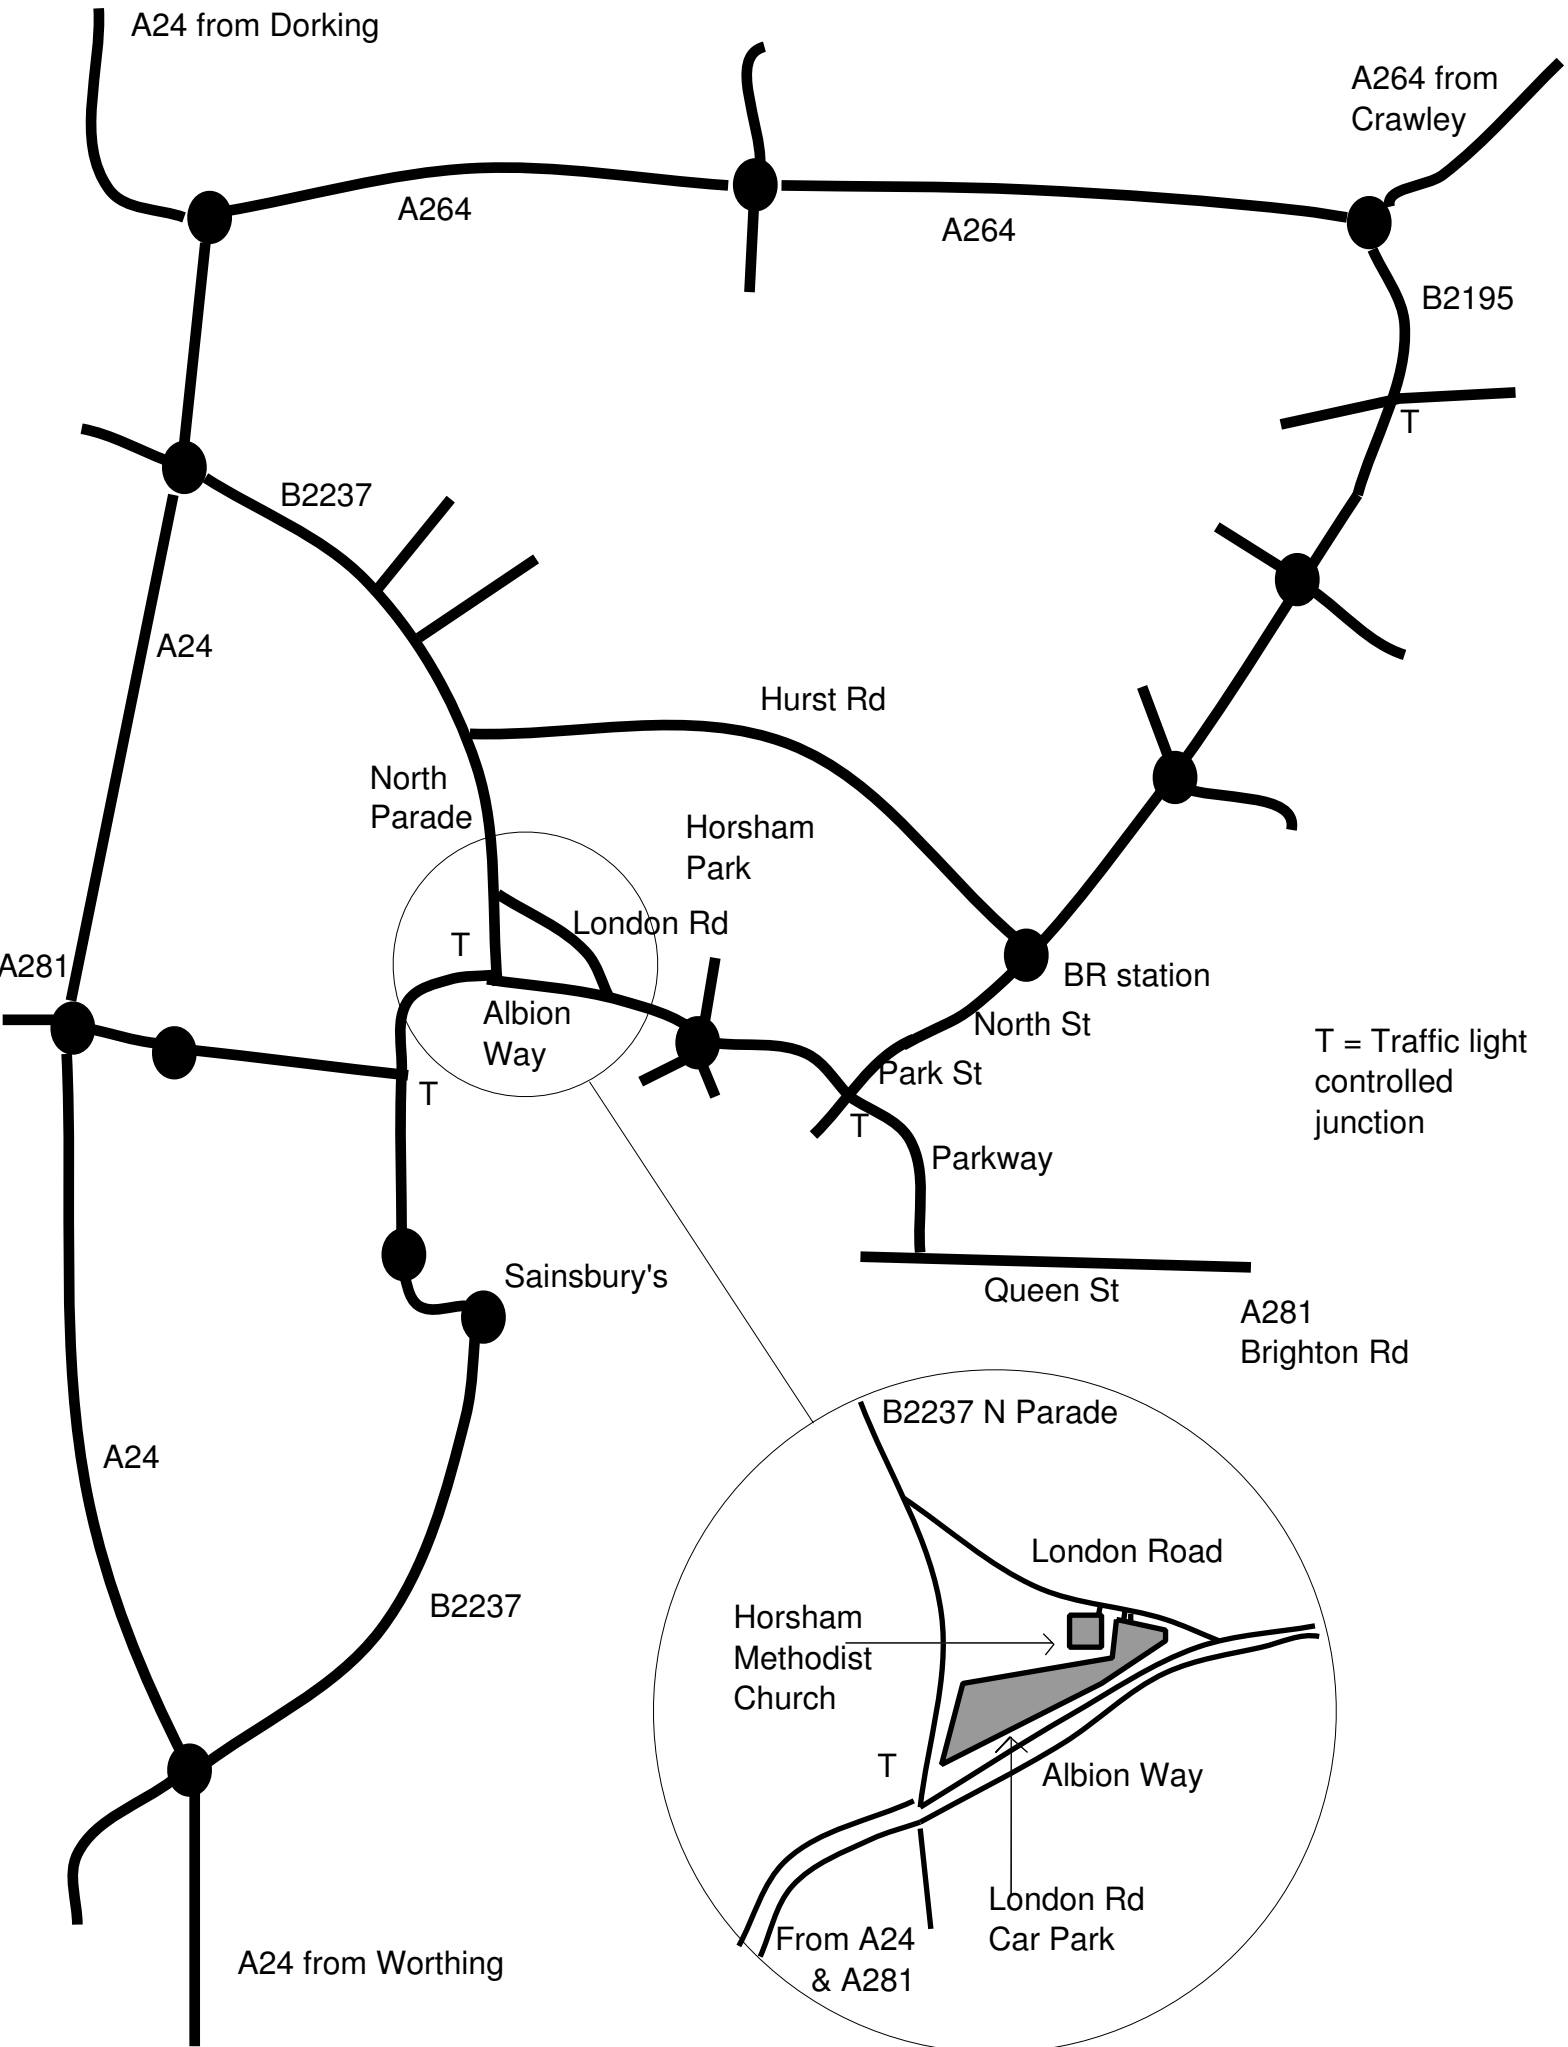 A24 from Dorking
A264 from
Crawley
A264
A264
B2195
T
B2237
A24
Hurst Rd
North
Parade
Horsham
Park
London Rd
T
A281
BR station
Albion
Way
North St
T = Traffic light
controlled
junction
Park St
T
T
Parkway
Sainsbury's
Queen St
A281
Brighton Rd
B2237 N Parade
A24
London Road
B2237
Horsham
Methodist
Church
T
Albion Way
London Rd
Car Park
From A24
& A281
A24 from Worthing